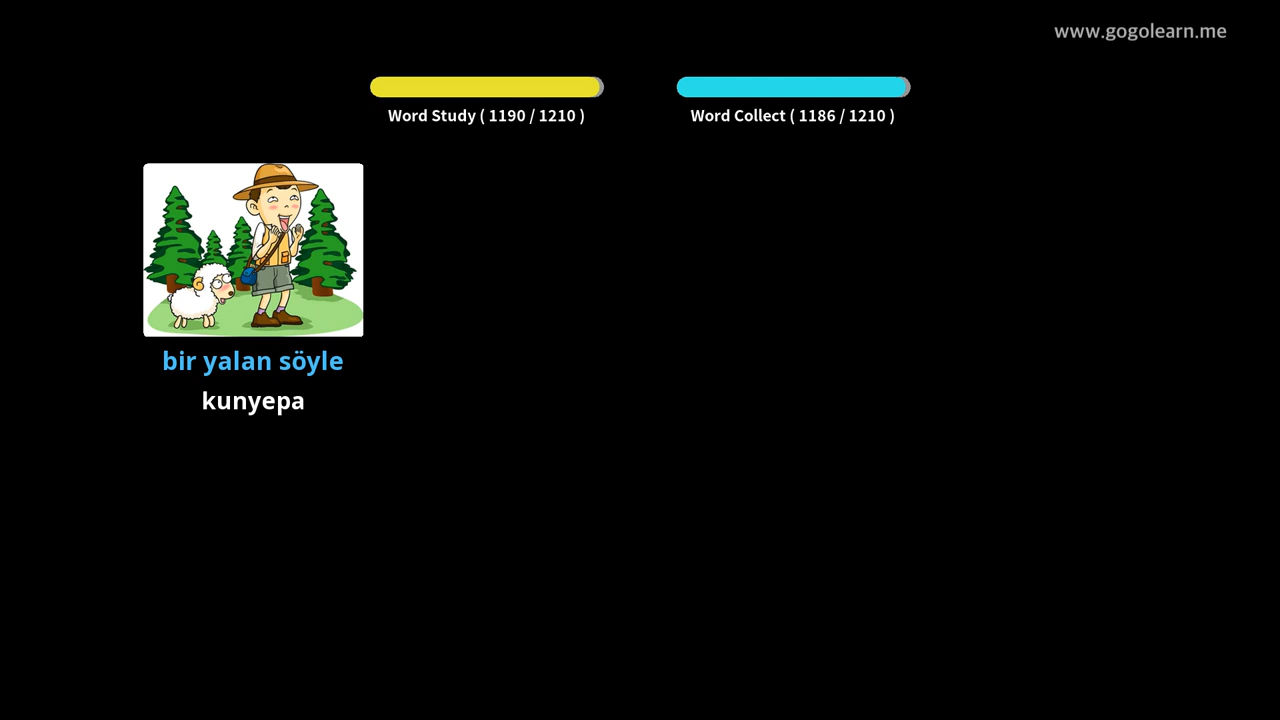 www.gogolearn.me
Word Study ( 1190 / 1210 )
Word Collect ( 1186 / 1210 )
bir yalan söyle
kunyepa